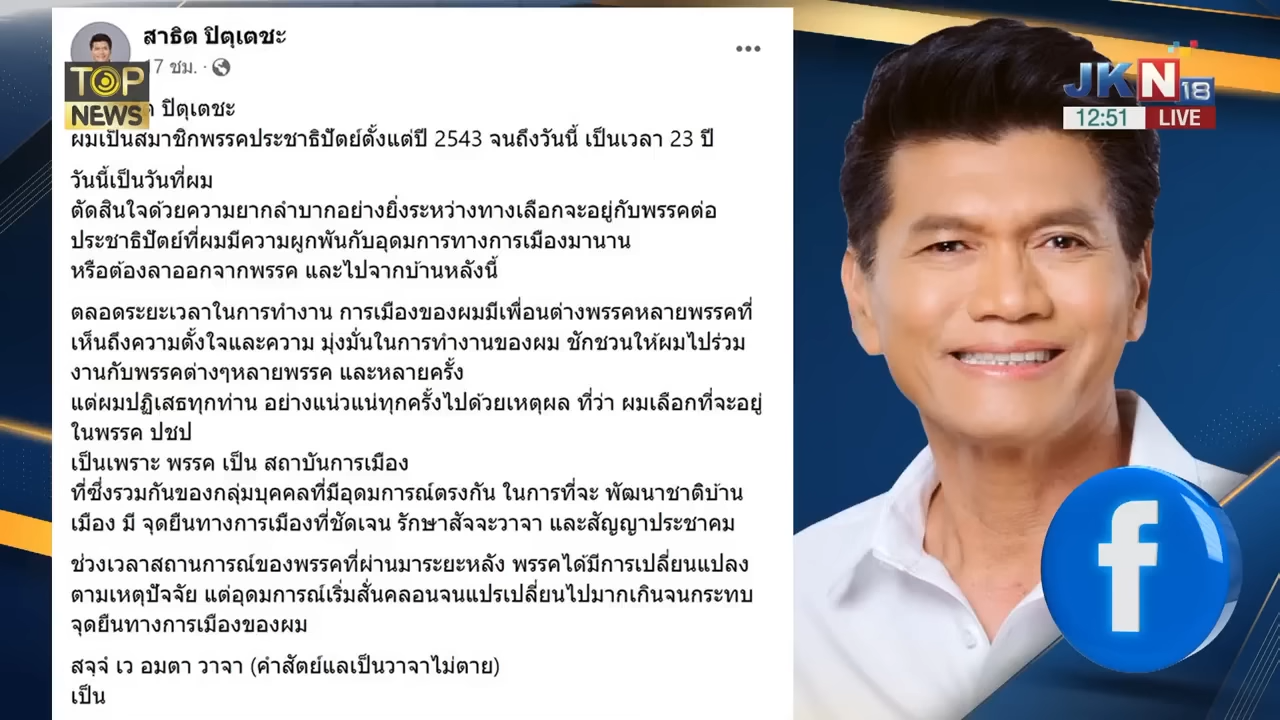 สาธิต ปิตุเตชะ
17 ชม.
TOP
NEWS
ปิตุเตชะ
ผมเป็นสมาชิกพรรคประชาธิปัตย์ตั้งแต่ปี 2543 จนถึงวันนี้ เป็นเวลา 23 ปี
วันนี้เป็นวันที่ผม
ตัดสินใจด้วยความยากลำบากอย่างยิ่งระหว่างทางเลือกจะอยู่กับพรรคต่อ
ประชาธิปัตย์ที่ผมมีความผูกพันกับอุดมการทางการเมืองมานาน
หรือต้องลาออกจากพรรค และไปจากบ้านหลังนี้
ตลอดระยะเวลาในการทำงาน การเมืองของผมมีเพื่อนต่างพรรคหลายพรรคที่
เห็นถึงความตั้งใจและความ มุ่งมั่นในการทำงานของผม ชักชวนให้ผมไปร่วม
งานกับพรรคต่างๆหลายพรรค และหลายครั้ง
แต่ผมปฏิเสธทุกท่าน อย่างแน่วแน่ทุกครั้งไปด้วยเหตุผล ที่ว่า ผมเลือกที่จะอยู่
ในพรรค ปชป
เป็นเพราะ พรรค เป็น สถาบันการเมือง
ที่ซึ่งรวมกันของกลุ่มบุคคลที่มีอุดมการณ์ตรงกัน ในการที่จะ พัฒนาชาติบ้าน
เมือง มี จุดยืนทางการเมืองที่ชัดเจน รักษาสัจจะวาจา และสัญญาประชาคม
ช่วงเวลาสถานการณ์ของพรรคที่ผ่านมาระยะหลัง พรรคได้มีการเปลี่ยนแปลง
ตามเหตุปัจจัย แต่อุดมการณ์เริ่มสั่นคลอนจนแปรเปลี่ยนไปมากเกินจนกระทบ
จุดยืนทางการเมืองของผม
สจฺจํ เว อมตา วาจา (คำสัตย์แลเป็นวาจาไม่ตาย)
เป็น
JKN18
12:51 LIVE
f